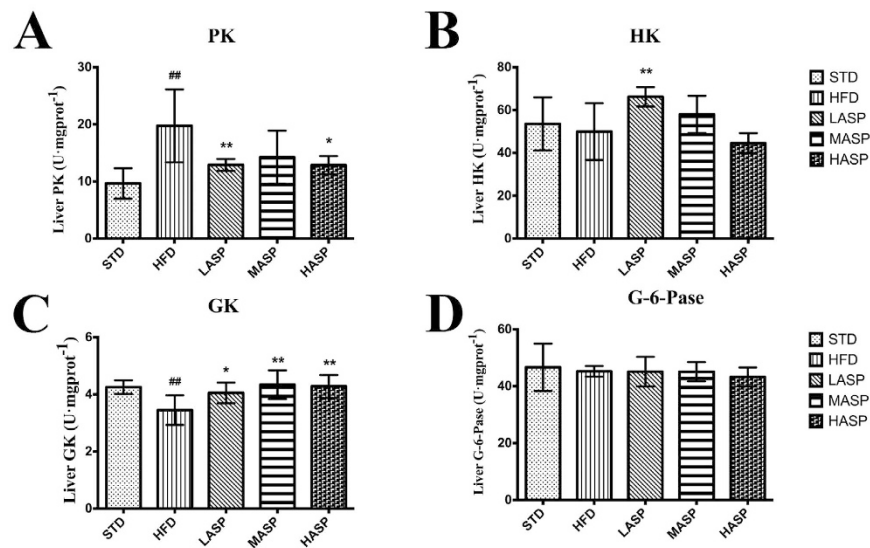 A
PK
Liver PK (U·mgprot⁻¹)
30
20
10
0
##
**
*
STD
HFD
LASP
MASP
HASP
B
HK
Liver HK (U·mgprot⁻¹)
80
60
40
20
0
**
STD
HFD
LASP
MASP
HASP
STD
HFD
LASP
MASP
HASP
C
GK
Liver GK (U·mgprot⁻¹)
6
4
2
0
##
*
**
**
STD
HFD
LASP
MASP
HASP
D
G-6-Pase
Liver G-6-Pase (U·mgprot⁻¹)
60
40
20
0
STD
HFD
LASP
MASP
HASP
STD
HFD
LASP
MASP
HASP